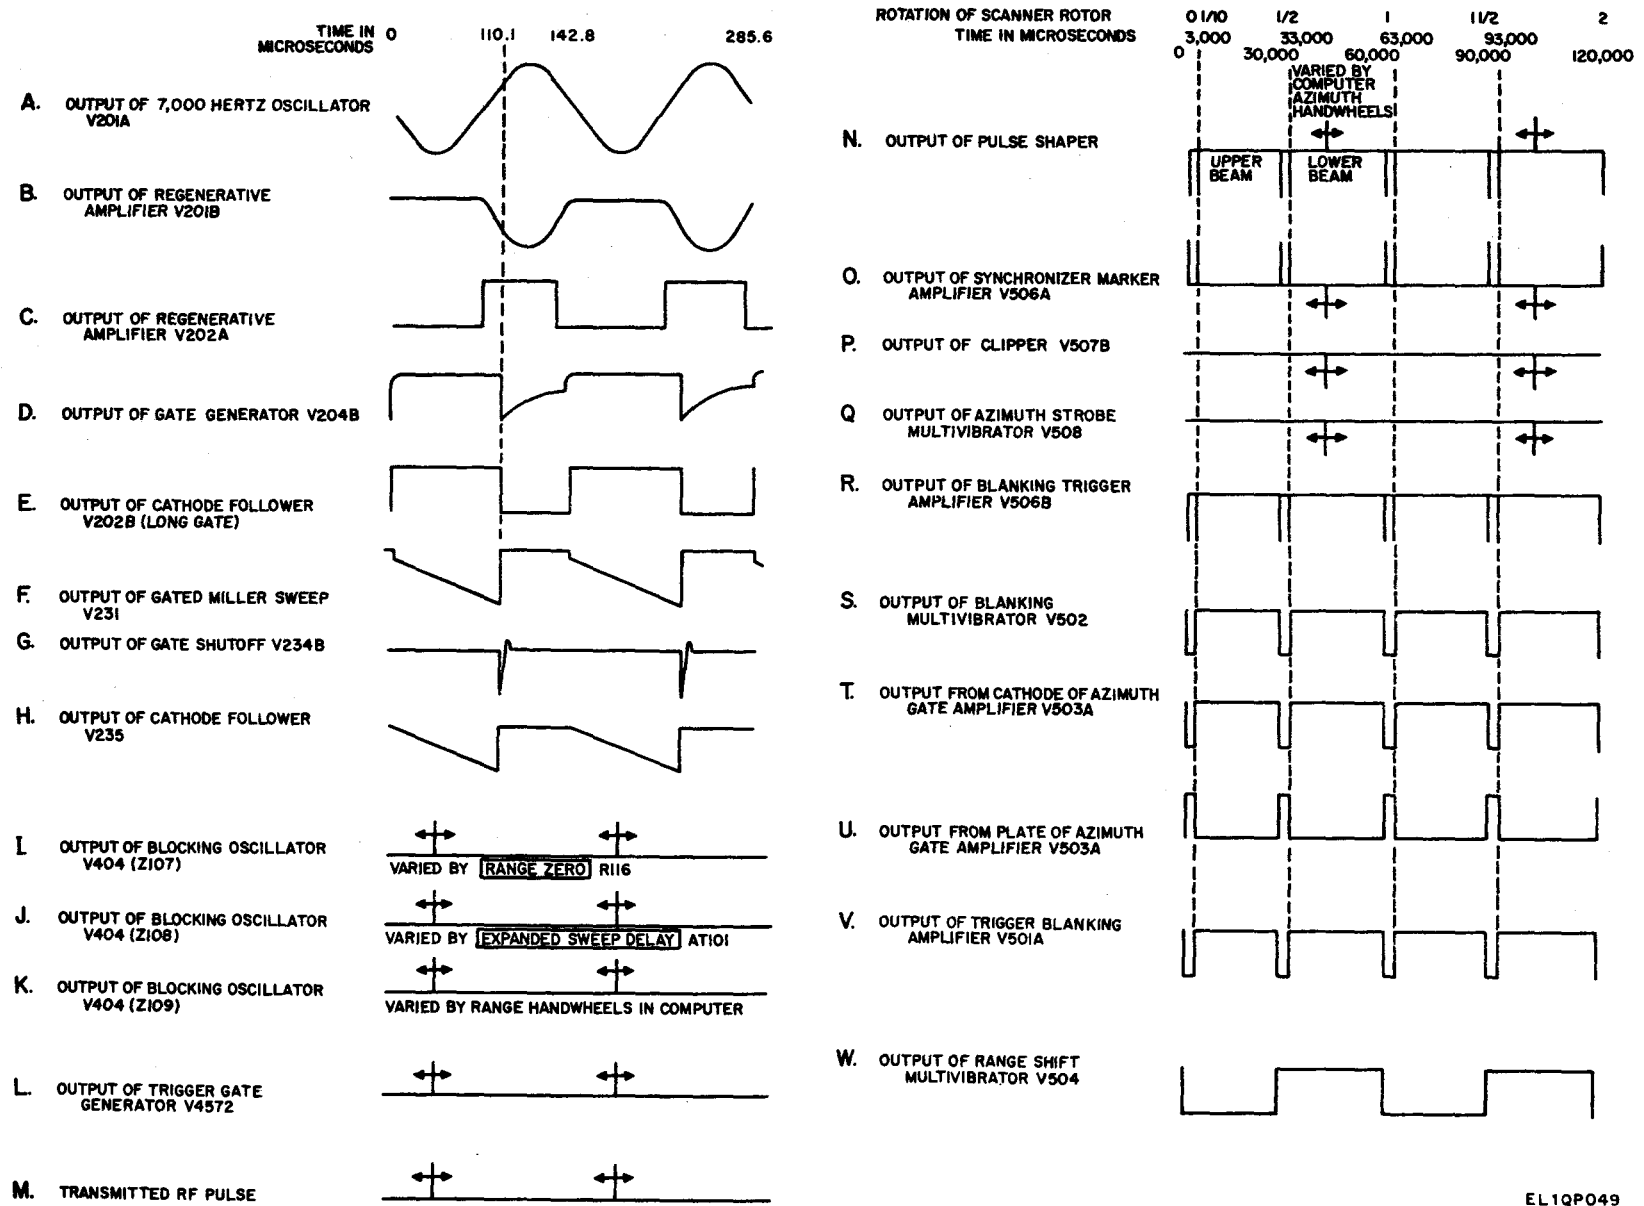 TIME IN
MICROSECONDS
0 110.1 142.8 285.6
A. OUTPUT OF 7,000 HERTZ OSCILLATOR
V201A
B. OUTPUT OF REGENERATIVE
AMPLIFIER V201B
C. OUTPUT OF REGENERATIVE
AMPLIFIER V202A
D. OUTPUT OF GATE GENERATOR V204B
E. OUTPUT OF CATHODE FOLLOWER
V202B (LONG GATE)
F. OUTPUT OF GATED MILLER SWEEP
V231
G. OUTPUT OF GATE SHUTOFF V234B
H. OUTPUT OF CATHODE FOLLOWER
V235
I OUTPUT OF BLOCKING OSCILLATOR
V404 (Z107)
VARIED BY RANGE ZERO R116
J. OUTPUT OF BLOCKING OSCILLATOR
V404 (Z108)
VARIED BY EXPANDED SWEEP DELAY AT101
K. OUTPUT OF BLOCKING OSCILLATOR
V404 (Z109)
VARIED BY RANGE HANDWHEELS IN COMPUTER
L. OUTPUT OF TRIGGER GATE
GENERATOR V4572
M. TRANSMITTED RF PULSE
ROTATION OF SCANNER ROTOR 0 1/10 1/2 1 1 1/2 2
TIME IN MICROSECONDS 3,000 33,000 63,000 93,000
0 30,000 60,000 90,000 120,000
VARIED BY
COMPUTER
AZIMUTH
HANDWHEELS
N. OUTPUT OF PULSE SHAPER
UPPER
BEAM
LOWER
BEAM
O. OUTPUT OF SYNCHRONIZER MARKER
AMPLIFIER V506A
P. OUTPUT OF CLIPPER V507B
Q OUTPUT OF AZIMUTH STROBE
MULTIVIBRATOR V508
R. OUTPUT OF BLANKING TRIGGER
AMPLIFIER V506B
S. OUTPUT OF BLANKING
MULTIVIBRATOR V502
T. OUTPUT FROM CATHODE OF AZIMUTH
GATE AMPLIFIER V503A
U. OUTPUT FROM PLATE OF AZIMUTH
GATE AMPLIFIER V503A
V. OUTPUT OF TRIGGER BLANKING
AMPLIFIER V501A
W. OUTPUT OF RANGE SHIFT
MULTIVIBRATOR V504
EL1QP049